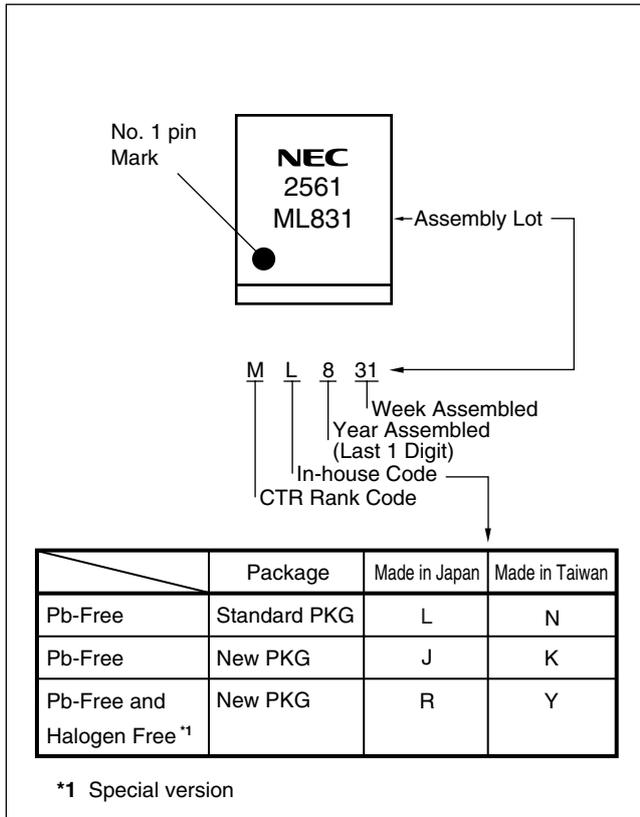 No. 1 pin
Mark
NEC
2561
ML831
Assembly Lot
M L 8 31
Week Assembled
Year Assembled
(Last 1 Digit)
In-house Code
CTR Rank Code
Package Made in Japan Made in Taiwan
Pb-Free Standard PKG L N
Pb-Free New PKG J K
Pb-Free and New PKG R Y
Halogen Free *1
*1 Special version